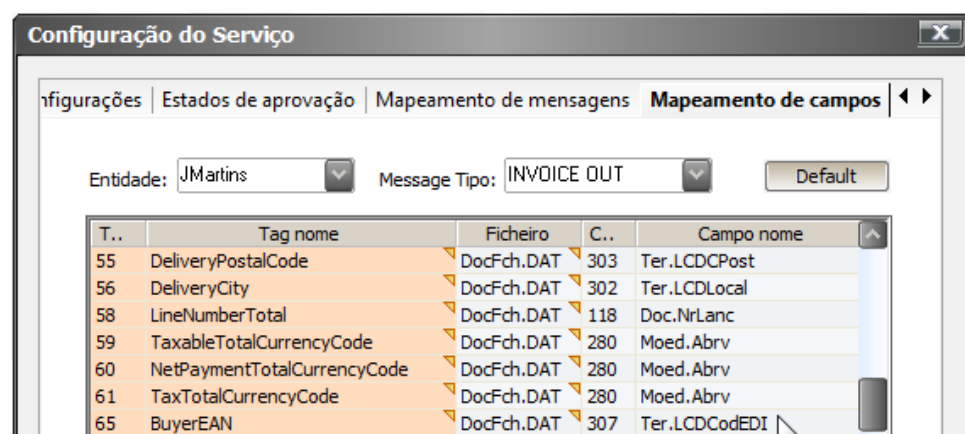 Configuração do Serviço
nfigurações Estados de aprovação Mapeamento de mensagens Mapeamento de campos
Entidade: JMartins Message Tipo: INVOICE OUT Default
T.. Tag nome Ficheiro C.. Campo nome
55 DeliveryPostalCode DocFch.DAT 303 Ter.LCDCPost
56 DeliveryCity DocFch.DAT 302 Ter.LCDLocal
58 LineNumberTotal DocFch.DAT 118 Doc.NrLanc
59 TaxableTotalCurrencyCode DocFch.DAT 280 Moed.Abrv
60 NetPaymentTotalCurrencyCode DocFch.DAT 280 Moed.Abrv
61 TaxTotalCurrencyCode DocFch.DAT 280 Moed.Abrv
65 BuyerEAN DocFch.DAT 307 Ter.LCDCodEDI